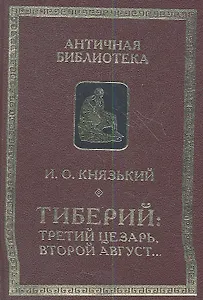 АНТИЧНАЯ
БИБЛИОТЕКА
И. О. КНЯЗЬКИЙ
ТИБЕРИЙ:
ТРЕТИЙ ЦЕЗАРЬ,
ВТОРОЙ АВГУСТ...